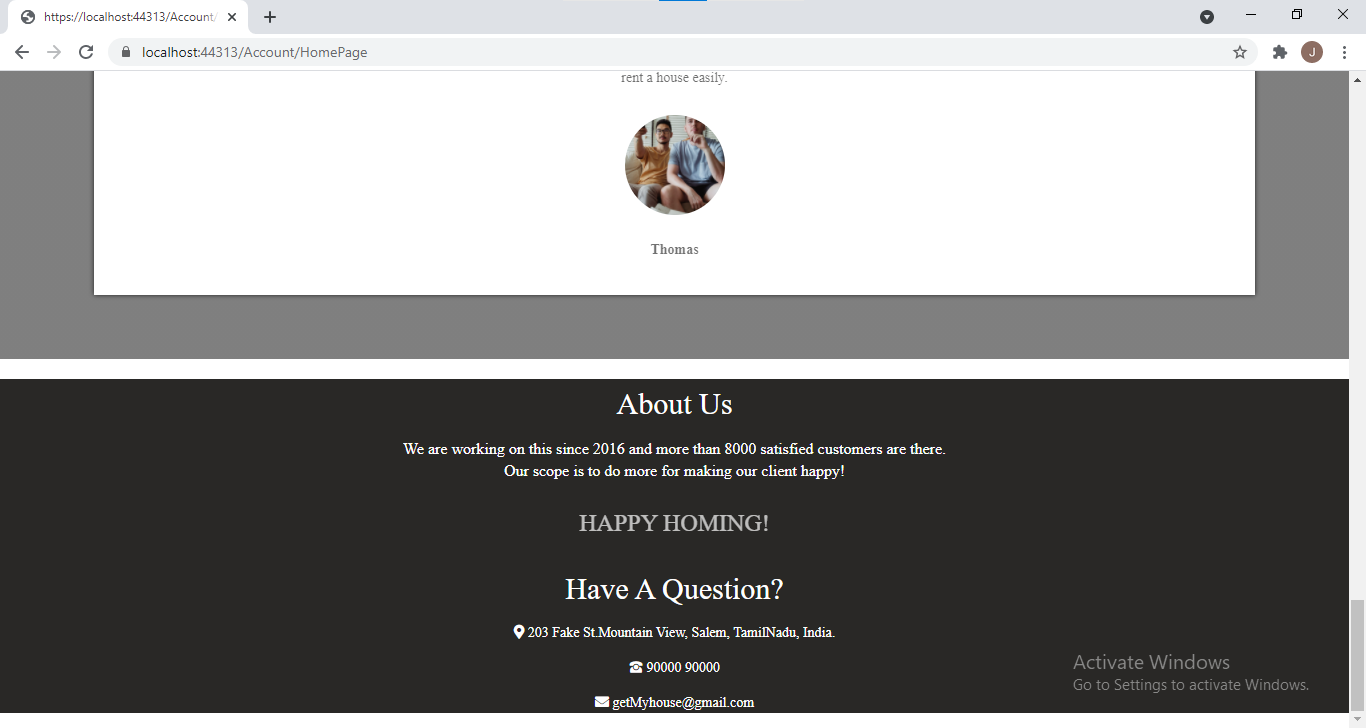 https://localhost:44313/Account/
localhost:44313/Account/HomePage
J
rent a house easily.
Thomas
About Us
We are working on this since 2016 and more than 8000 satisfied customers are there.
Our scope is to do more for making our client happy!
HAPPY HOMING!
Have A Question?
203 Fake St.Mountain View, Salem, TamilNadu, India.
90000 90000
getMyhouse@gmail.com
Activate Windows
Go to Settings to activate Windows.